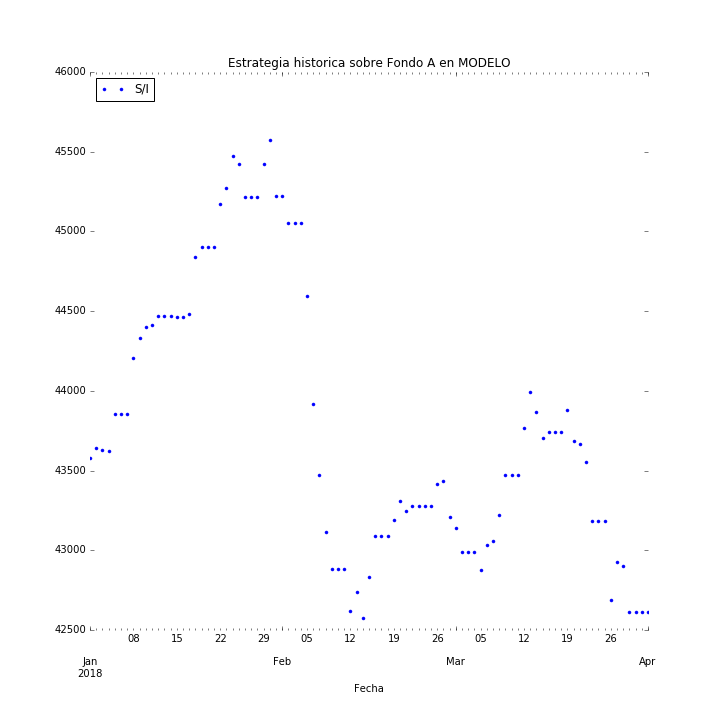 Estrategia historica sobre Fondo A en MODELO
S/I
46000
45500
45000
44500
44000
43500
43000
42500
08 15 22 29 05 12 19 26 05 12 19 26
Jan Feb Mar Apr
2018
Fecha